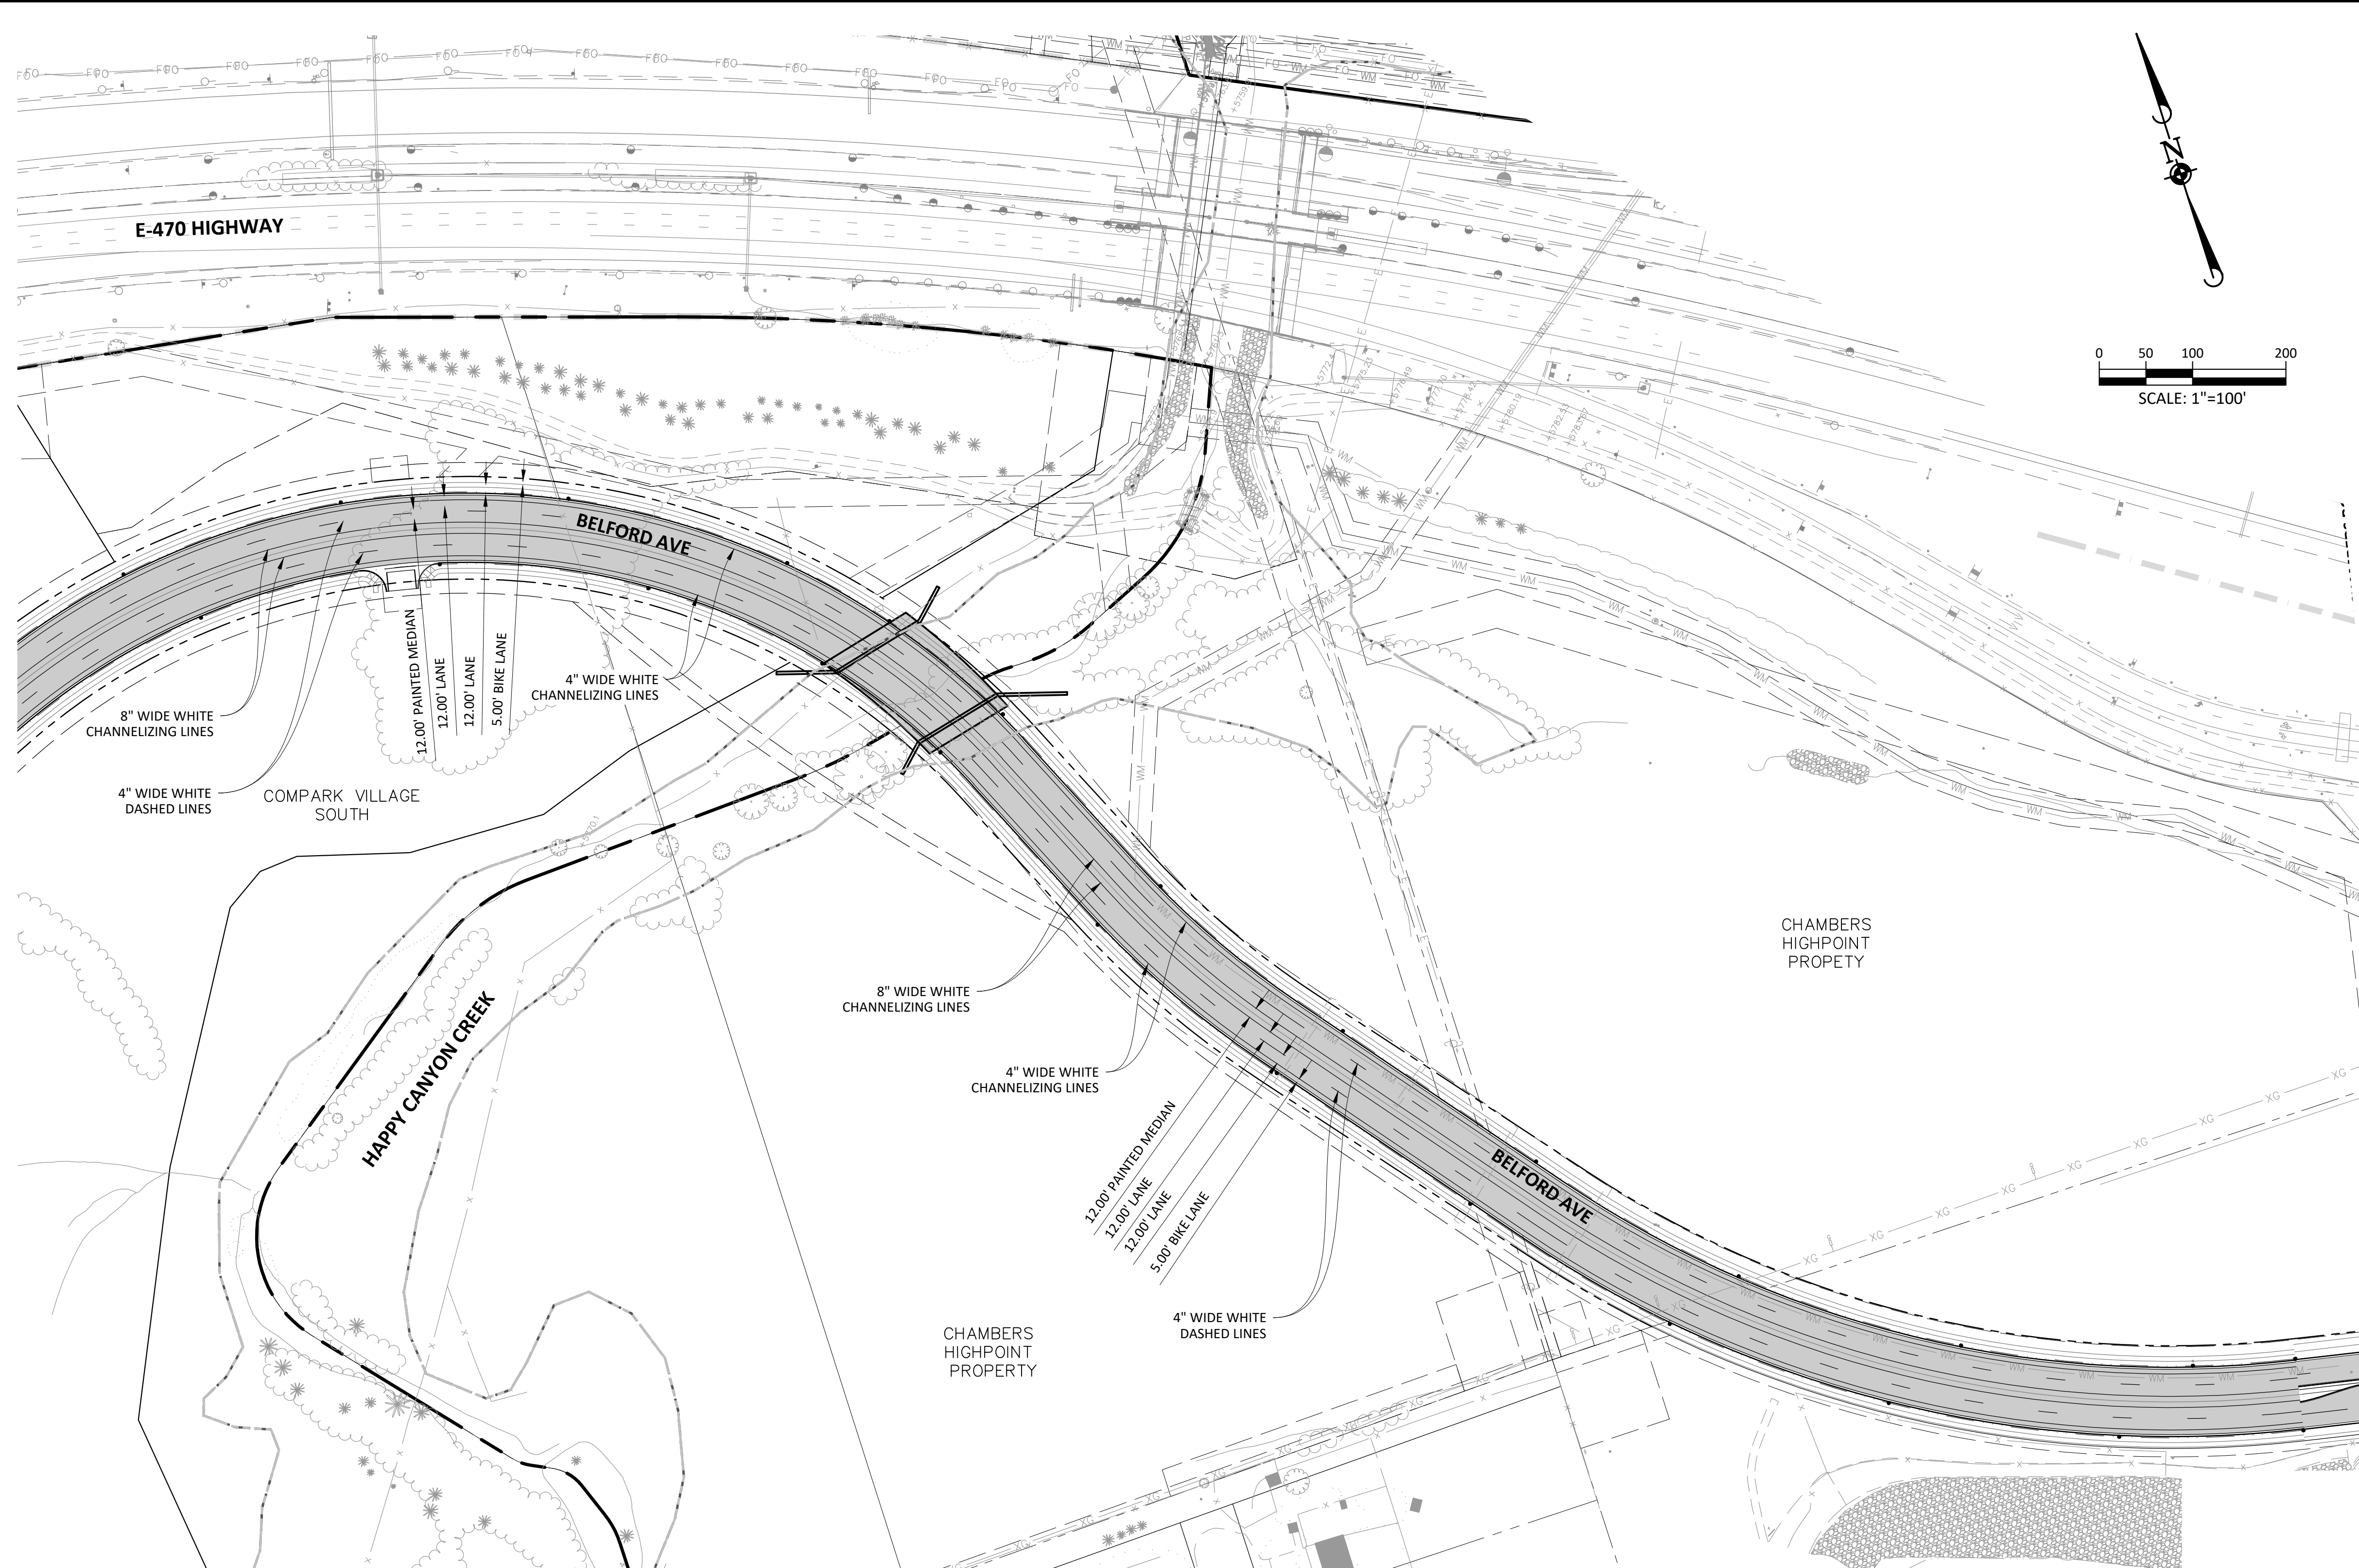 E-470 HIGHWAY
N
0 50 100 200
SCALE: 1"=100'
BELFORD AVE
12.00' PAINTED MEDIAN
12.00' LANE
12.00' LANE
5.00' BIKE LANE
4" WIDE WHITE
CHANNELIZING LINES
8" WIDE WHITE
CHANNELIZING LINES
4" WIDE WHITE
DASHED LINES
COMPARK VILLAGE
SOUTH
CHAMBERS
HIGHPOINT
PROPETY
HAPPY CANYON CREEK
8" WIDE WHITE
CHANNELIZING LINES
4" WIDE WHITE
CHANNELIZING LINES
12.00' PAINTED MEDIAN
12.00' LANE
12.00' LANE
5.00' BIKE LANE
BELFORD AVE
4" WIDE WHITE
DASHED LINES
CHAMBERS
HIGHPOINT
PROPERTY